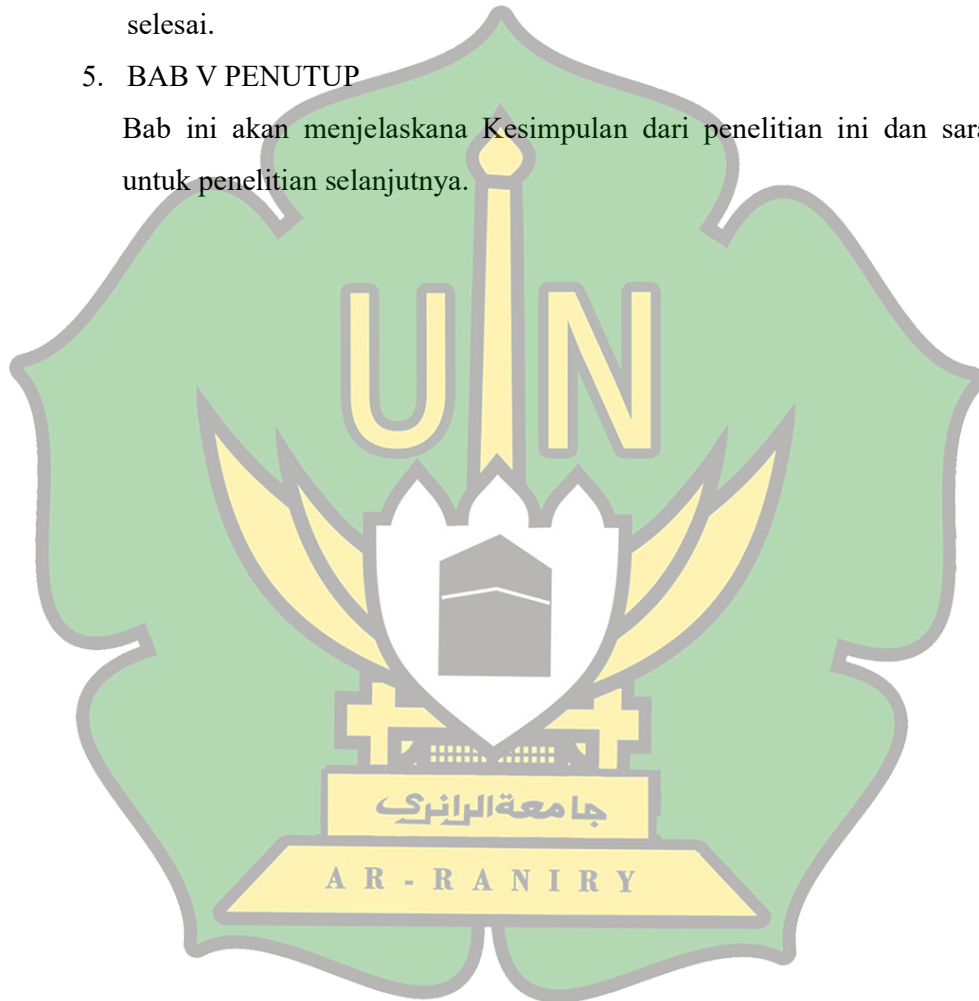 selesai.
5. BAB V PENUTUP
Bab ini akan menjelaskana Kesimpulan dari penelitian ini dan sara
untuk penelitian selanjutnya.
U N
جامعة الرانري
AR-RANIRY